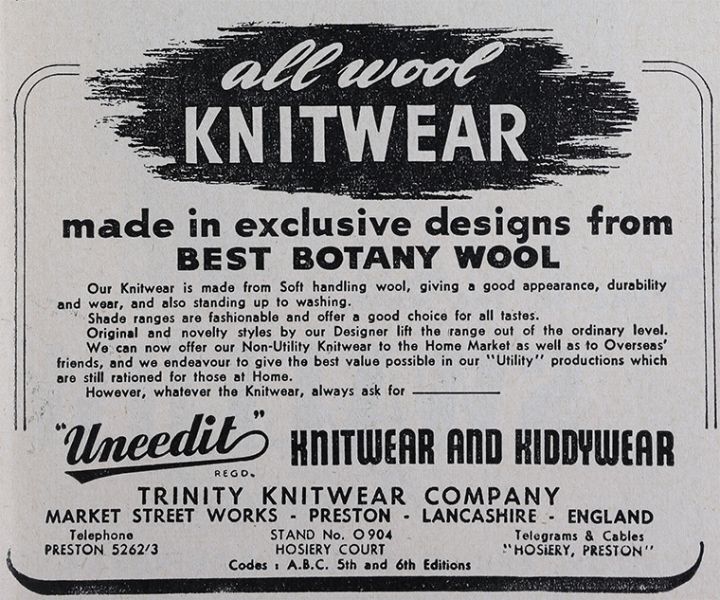 all wool
KNITWEAR
made in exclusive designs from
BEST BOTANY WOOL
Our Knitwear is made from Soft handling wool, giving a good appearance, durability
and wear, and also standing up to washing.
Shade ranges are fashionable and offer a good choice for all tastes.
Original and novelty styles by our Designer lift the range out of the ordinary level.
We can now offer our Non-Utility Knitwear to the Home Market as well as to Overseas'
friends, and we endeavour to give the best value possible in our "Utility" productions which
are still rationed for those at Home.
However, whatever the Knitwear, always ask for
"Uneedit" KNITWEAR AND KIDDYWEAR
REGD.
TRINITY KNITWEAR COMPANY
MARKET STREET WORKS - PRESTON - LANCASHIRE - ENGLAND
Telephone STAND No. O 904 Telegrams & Cables
PRESTON 5262/3 HOSIERY COURT "HOSIERY, PRESTON"
Codes : A.B.C. 5th and 6th Editions